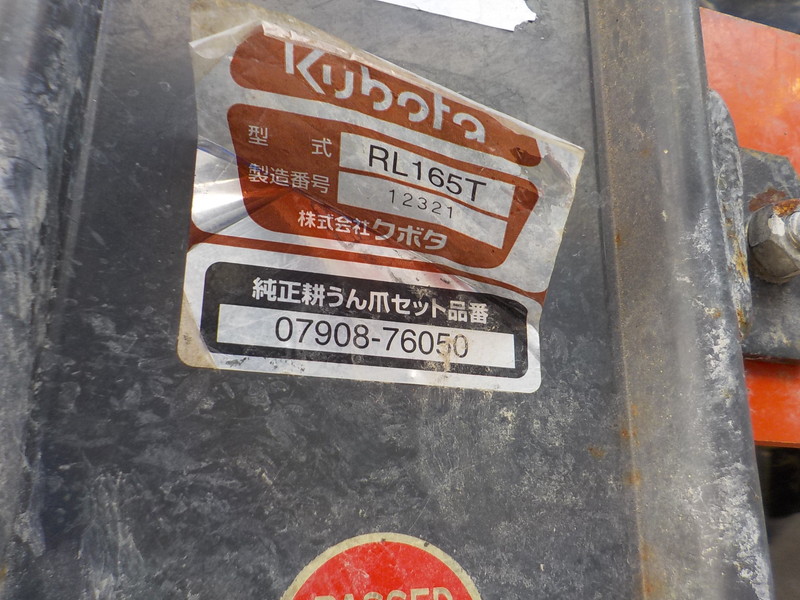 Kubota
型式 RL165T
製造番号 12321
株式会社クボタ
純正耕うん爪セット品番
07908-76050
PASSED